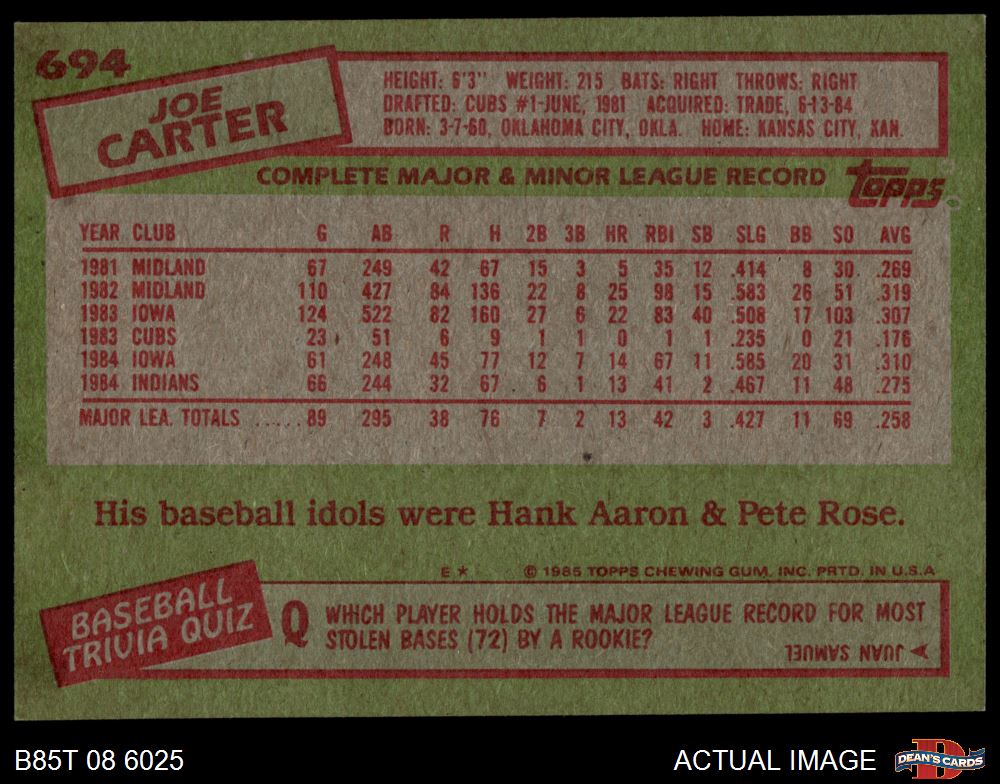 694
JOE
CARTER
HEIGHT: 6'3" WEIGHT: 215 BATS: RIGHT THROWS: RIGHT
DRAFTED: CUBS #1-JUNE, 1981 ACQUIRED: TRADE, 6-13-84
BORN: 3-7-60, OKLAHOMA CITY, OKLA. HOME: KANSAS CITY, KAN.
COMPLETE MAJOR & MINOR LEAGUE RECORD
Topps
YEAR CLUB G AB R H 2B 3B HR RBI SB SLG BB SO AVG
1981 MIDLAND 67 249 42 67 15 3 5 35 12 .414 8 30 .269
1982 MIDLAND 110 427 84 136 22 8 25 98 15 .583 26 51 .319
1983 IOWA 124 522 82 160 27 6 22 83 40 .508 17 103 .307
1983 CUBS 23 51 6 9 1 1 0 1 1 .235 0 21 .176
1984 IOWA 61 248 45 77 12 7 14 67 11 .585 20 31 .310
1984 INDIANS 66 244 32 67 6 1 13 41 2 .467 11 48 .275
MAJOR LEA. TOTALS ......89 295 38 76 7 2 13 42 3 .427 11 69 .258
His baseball idols were Hank Aaron & Pete Rose.
E* © 1985 TOPPS CHEWING GUM, INC. PRTD. IN U.S.A
BASEBALL
TRIVIA QUIZ
Q WHICH PLAYER HOLDS THE MAJOR LEAGUE RECORD FOR MOST
STOLEN BASES (72) BY A ROOKIE?
JUAN SAMUEL
B85T 08 6025
ACTUAL IMAGE
D
DEAN'S CARDS